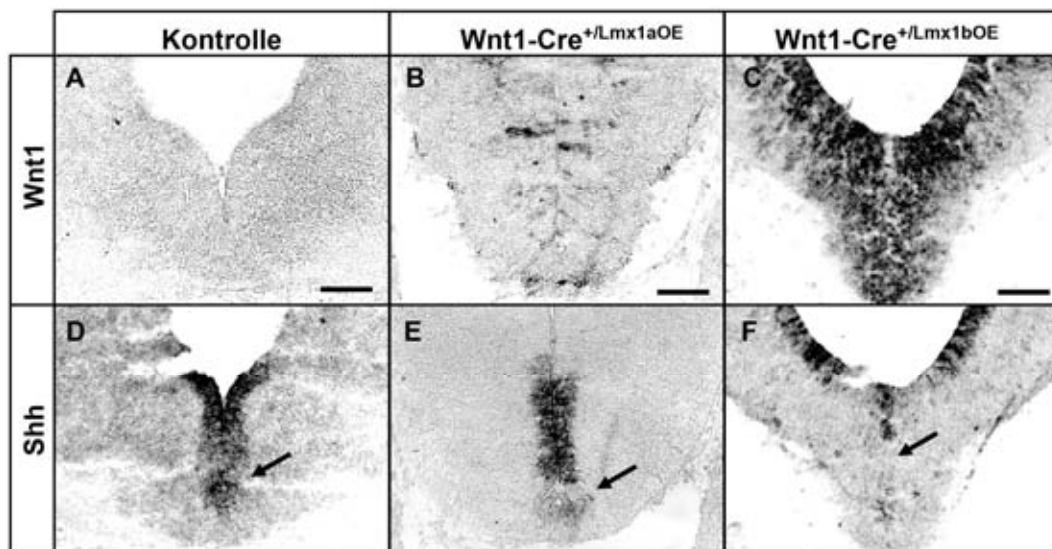 Kontrolle
Wnt1-Cre+/Lmx1aOE
Wnt1-Cre+/Lmx1bOE
Wnt1
A
B
C
Shh
D
E
F